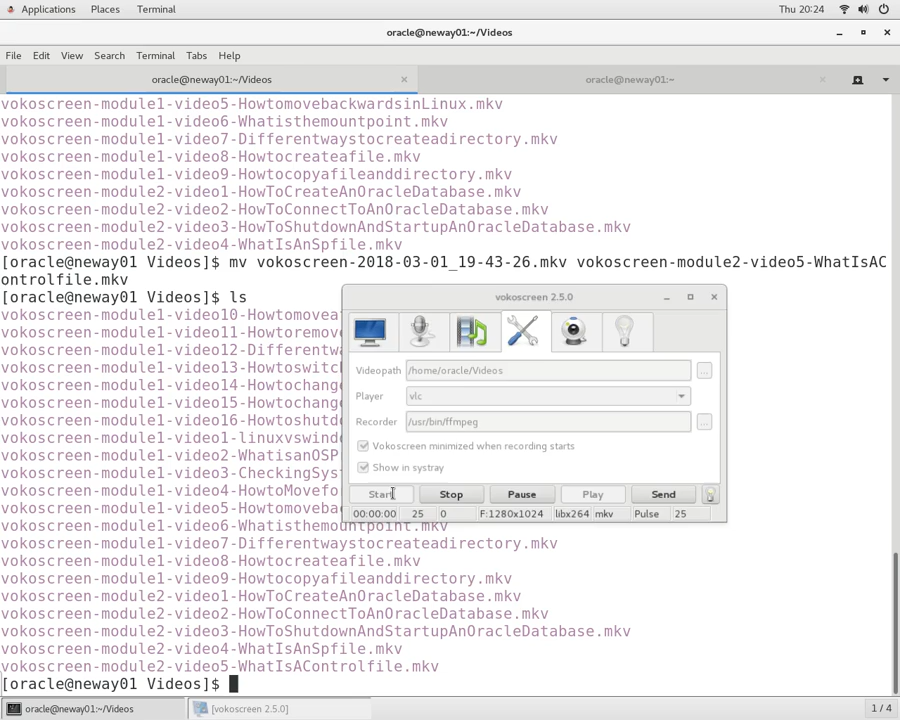 Applications Places Terminal Thu 20:24
oracle@neway01:~/Videos
File Edit View Search Terminal Tabs Help
oracle@neway01:~/Videos oracle@neway01:~
vokoscreen-module1-video5-HowtomovebackwardsinLinux.mkv
vokoscreen-module1-video6-Whatisthemountpoint.mkv
vokoscreen-module1-video7-Differentwaystocreateadirectory.mkv
vokoscreen-module1-video8-Howtocreateafile.mkv
vokoscreen-module1-video9-Howtocopyafileanddirectory.mkv
vokoscreen-module2-video1-HowToCreateAnOracleDatabase.mkv
vokoscreen-module2-video2-HowToConnectToAnOracleDatabase.mkv
vokoscreen-module2-video3-HowToShutdownAndStartupAnOracleDatabase.mkv
vokoscreen-module2-video4-WhatIsAnSpfile.mkv
[oracle@neway01 Videos]$ mv vokoscreen-2018-03-01_19-43-26.mkv vokoscreen-module2-video5-WhatIsAC
ontrolfile.mkv
[oracle@neway01 Videos]$ ls
vokoscreen-module1-video10-Howtomovea
vokoscreen-module1-video11-Howtoremov
vokoscreen-module1-video12-Different
vokoscreen-module1-video13-Howtoswitc
vokoscreen-module1-video14-Howtochang
vokoscreen-module1-video15-Howtochang
vokoscreen-module1-video16-Howtoshutd
vokoscreen-module1-video1-linuxvswind
vokoscreen-module1-video2-WhatisanOSP
vokoscreen-module1-video3-CheckingSys
vokoscreen-module1-video4-HowtoMovefo
vokoscreen-module1-video5-Howtomoveba
vokoscreen-module1-video6-Whatisthemountpoint.mkv
vokoscreen-module1-video7-Differentwaystocreateadirectory.mkv
vokoscreen-module1-video8-Howtocreateafile.mkv
vokoscreen-module1-video9-Howtocopyafileanddirectory.mkv
vokoscreen-module2-video1-HowToCreateAnOracleDatabase.mkv
vokoscreen-module2-video2-HowToConnectToAnOracleDatabase.mkv
vokoscreen-module2-video3-HowToShutdownAndStartupAnOracleDatabase.mkv
vokoscreen-module2-video4-WhatIsAnSpfile.mkv
vokoscreen-module2-video5-WhatIsAControlfile.mkv
[oracle@neway01 Videos]$
vokoscreen 2.5.0
Videopath /home/oracle/Videos ...
Player vlc
Recorder /usr/bin/ffmpeg ...
Vokoscreen minimized when recording starts
Show in systray
Start Stop Pause Play Send
00:00:00 25 0 F:1280x1024 libx264 mkv Pulse 25
oracle@neway01:~/Videos [vokoscreen 2.5.0] 1 / 4